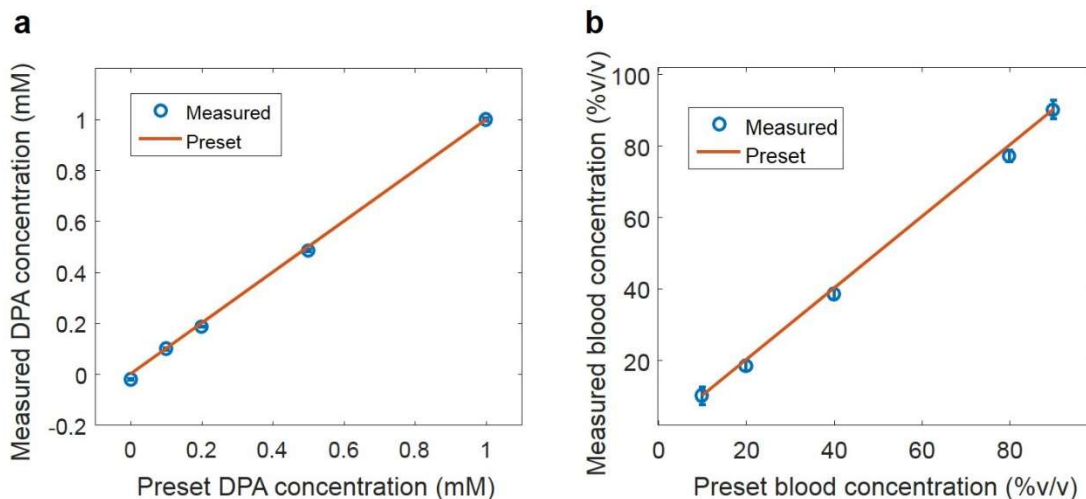 a
Measured DPA concentration (mM)
1
0.8
0.6
0.4
0.2
0
-0.2
Measured
Preset
0 0.2 0.4 0.6 0.8 1
Preset DPA concentration (mM)
b
Measured blood concentration (%v/v)
100
80
60
40
20
Measured
Preset
0 20 40 60 80
Preset blood concentration (%v/v)